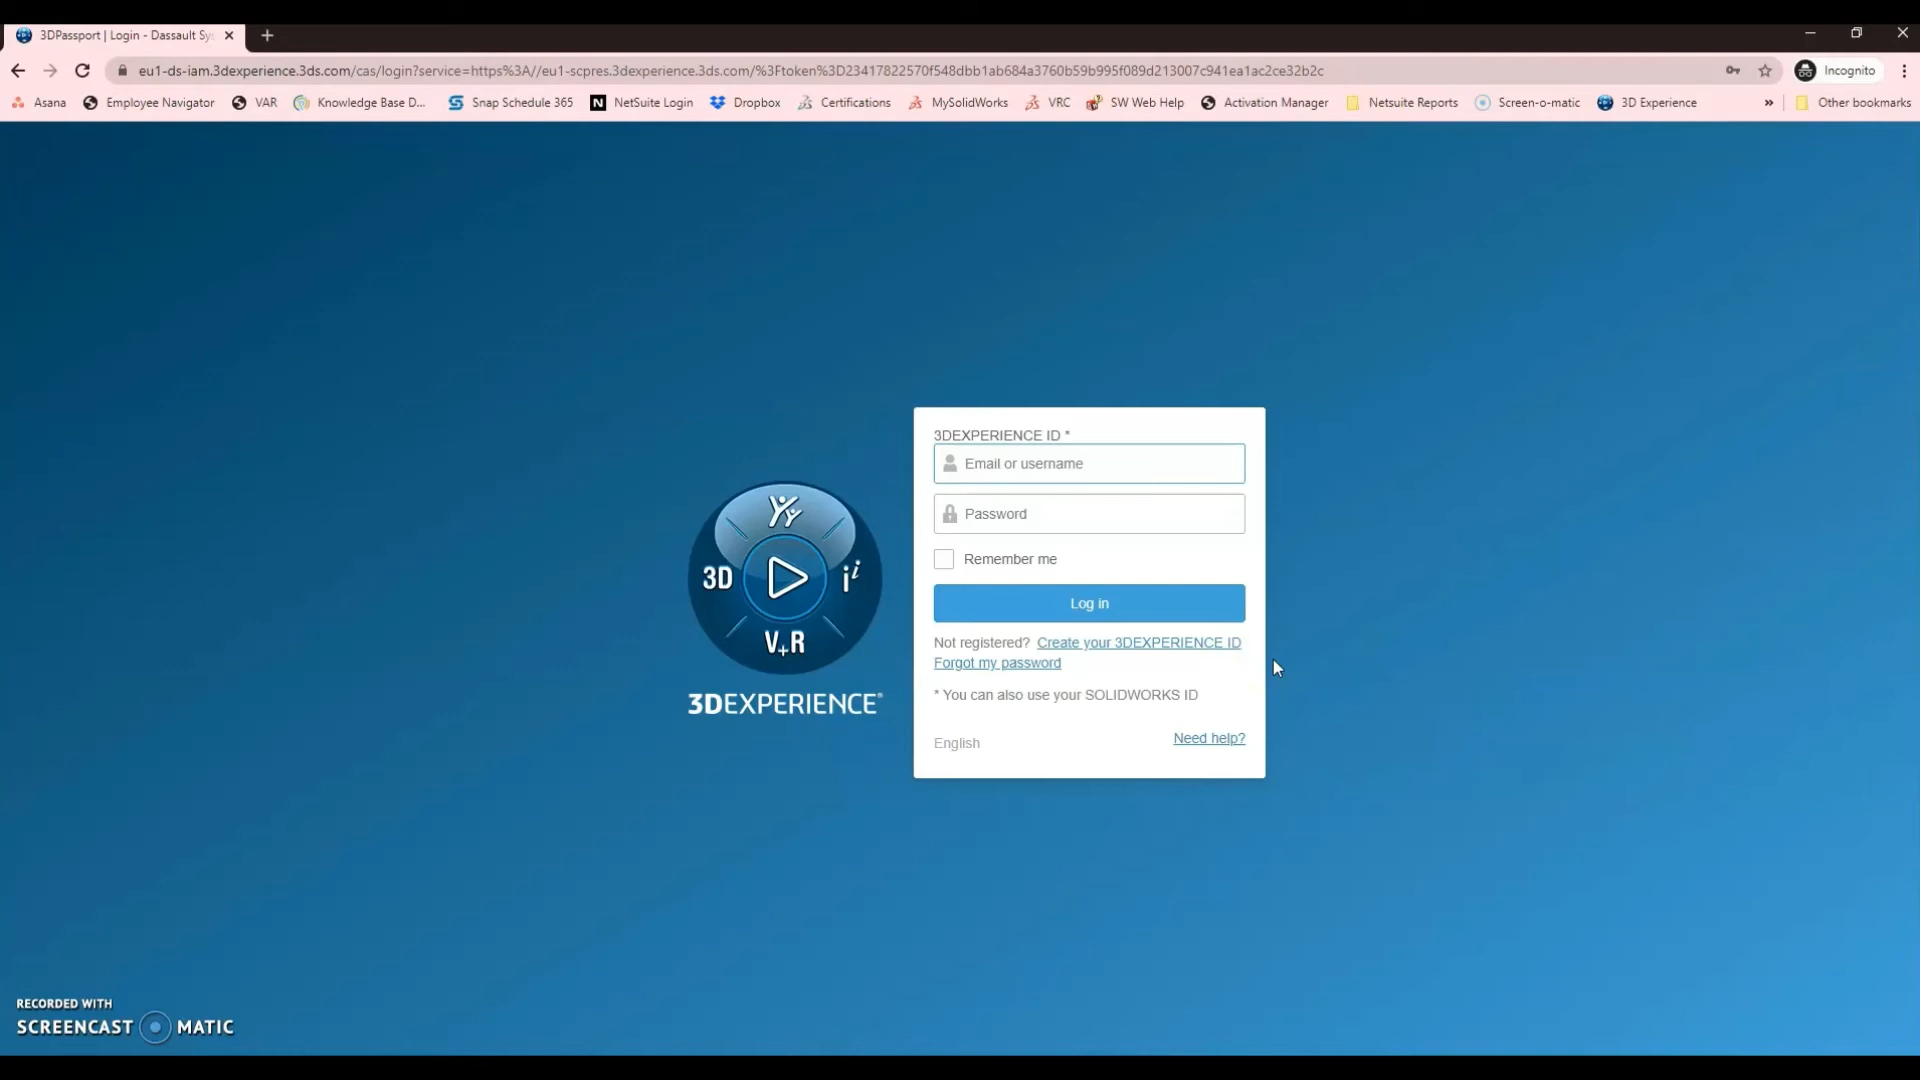 3DPassport | Login - Dassault Sy
eu1-ds-iam.3dexperience.3ds.com/cas/login?service=https%3A//eu1-scpres.3dexperience.3ds.com/%3Ftoken%3D23417822570f548dbb1ab684a3760b59b995f089d213007c941ea1ac2ce32b2c
Incognito
Asana Employee Navigator VAR Knowledge Base D... Snap Schedule 365 NetSuite Login Dropbox Certifications MySolidWorks VRC SW Web Help Activation Manager Netsuite Reports Screen-o-matic 3D Experience » Other bookmarks
3DEXPERIENCE ID *
Email or username
Password
Remember me
Log in
Not registered? Create your 3DEXPERIENCE ID
Forgot my password
* You can also use your SOLIDWORKS ID
English
Need help?
3D
i i
V+R
3DEXPERIENCE®
RECORDED WITH
SCREENCAST MATIC